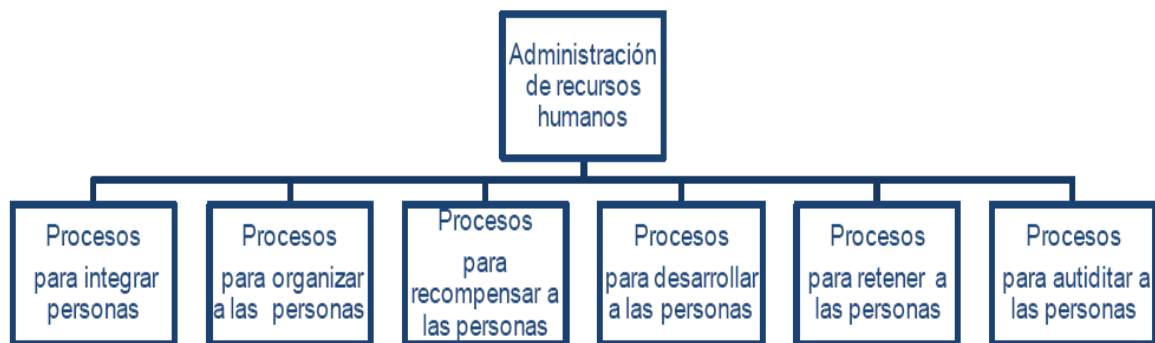 Administración
de recursos
humanos
Procesos
para integrar
personas
Procesos
para organizar
a las personas
Procesos
para
recompensar a
las personas
Procesos
para desarrollar
a las personas
Procesos
para retener a
las personas
Procesos
para autiditar a
las personas